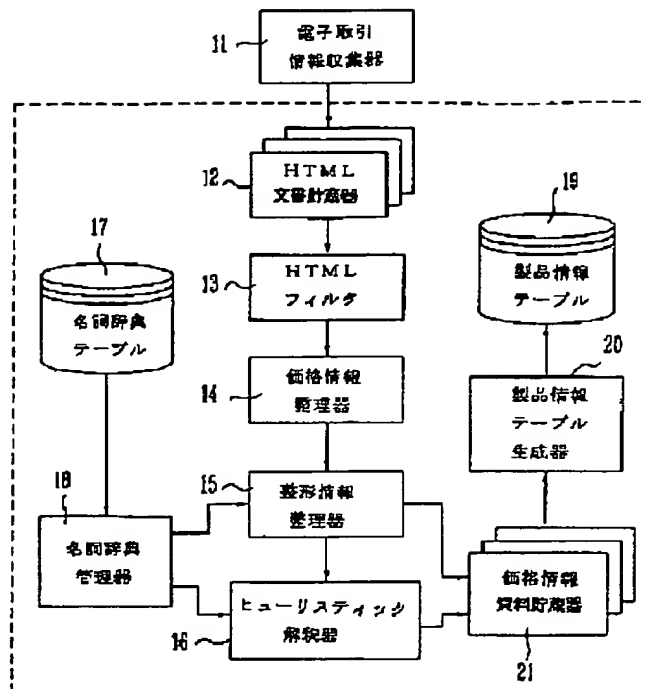 11
電子取引
情報収集器
12
HTML
文書貯蔵器
17
19
13
HTML
フィルタ
名詞辞典
テーブル
製品情報
テーブル
20
14
価格情報
整理器
製品情報
テーブル
生成器
18
15
整形情報
整理器
名詞辞典
管理器
価格情報
資料貯蔵器
16
ヒューリスティック
解釈器
21